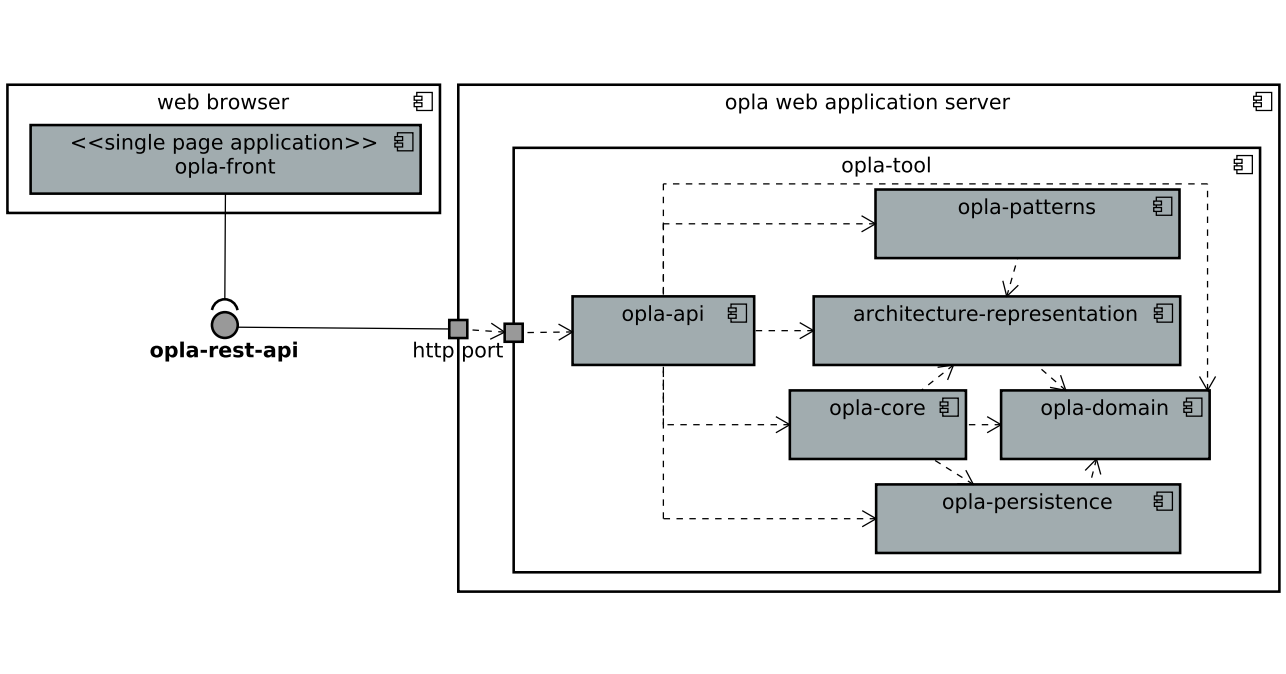 web browser
<<single page application>>
opla-front
opla-rest-api
http port
opla web application server
opla-tool
opla-patterns
opla-api
architecture-representation
opla-core
opla-domain
opla-persistence